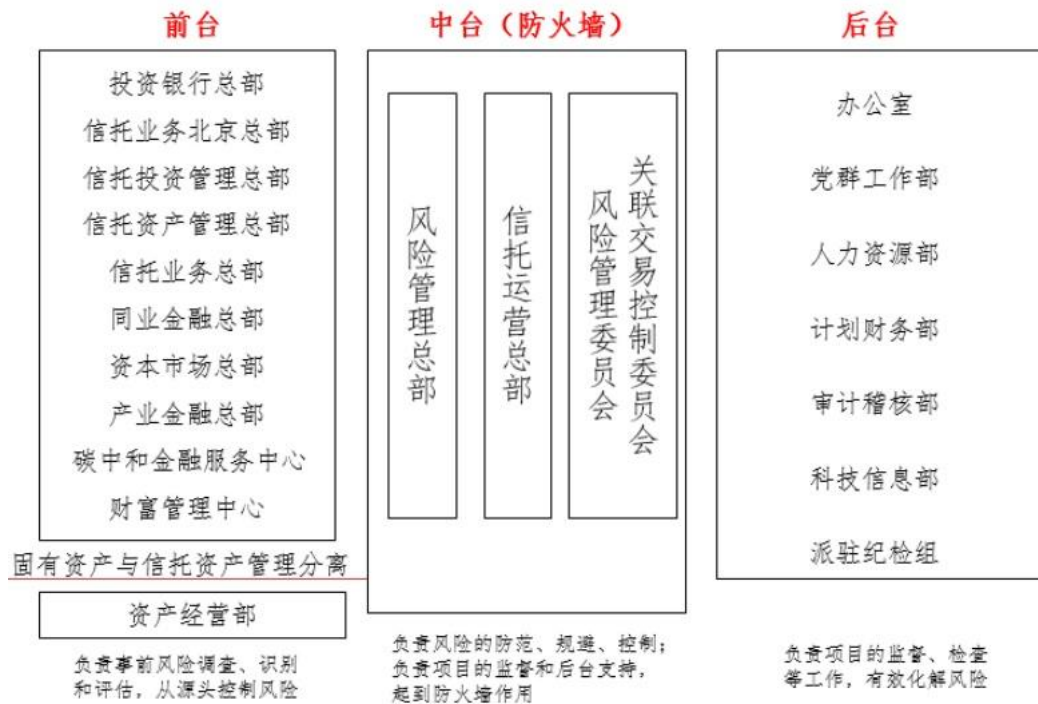 前台
投资银行总部
信托业务北京总部
信托投资管理总部
信托资产管理总部
信托业务总部
同业金融总部
资本市场总部
产业金融总部
碳中和金融服务中心
财富管理中心
固有资产与信托资产管理分离
资产经营部
负责事前风险调查、识别
和评估，从源头控制风险
中台（防火墙）
风险管理总部
信托运营总部
关联交易控制委员会
风险管理委员会
负责风险的防范、规避、控制；
负责项目的监督和后台支持，
起到防火墙作用
后台
办公室
党群工作部
人力资源部
计划财务部
审计稽核部
科技信息部
派驻纪检组
负责项目的监督、检查
等工作，有效化解风险